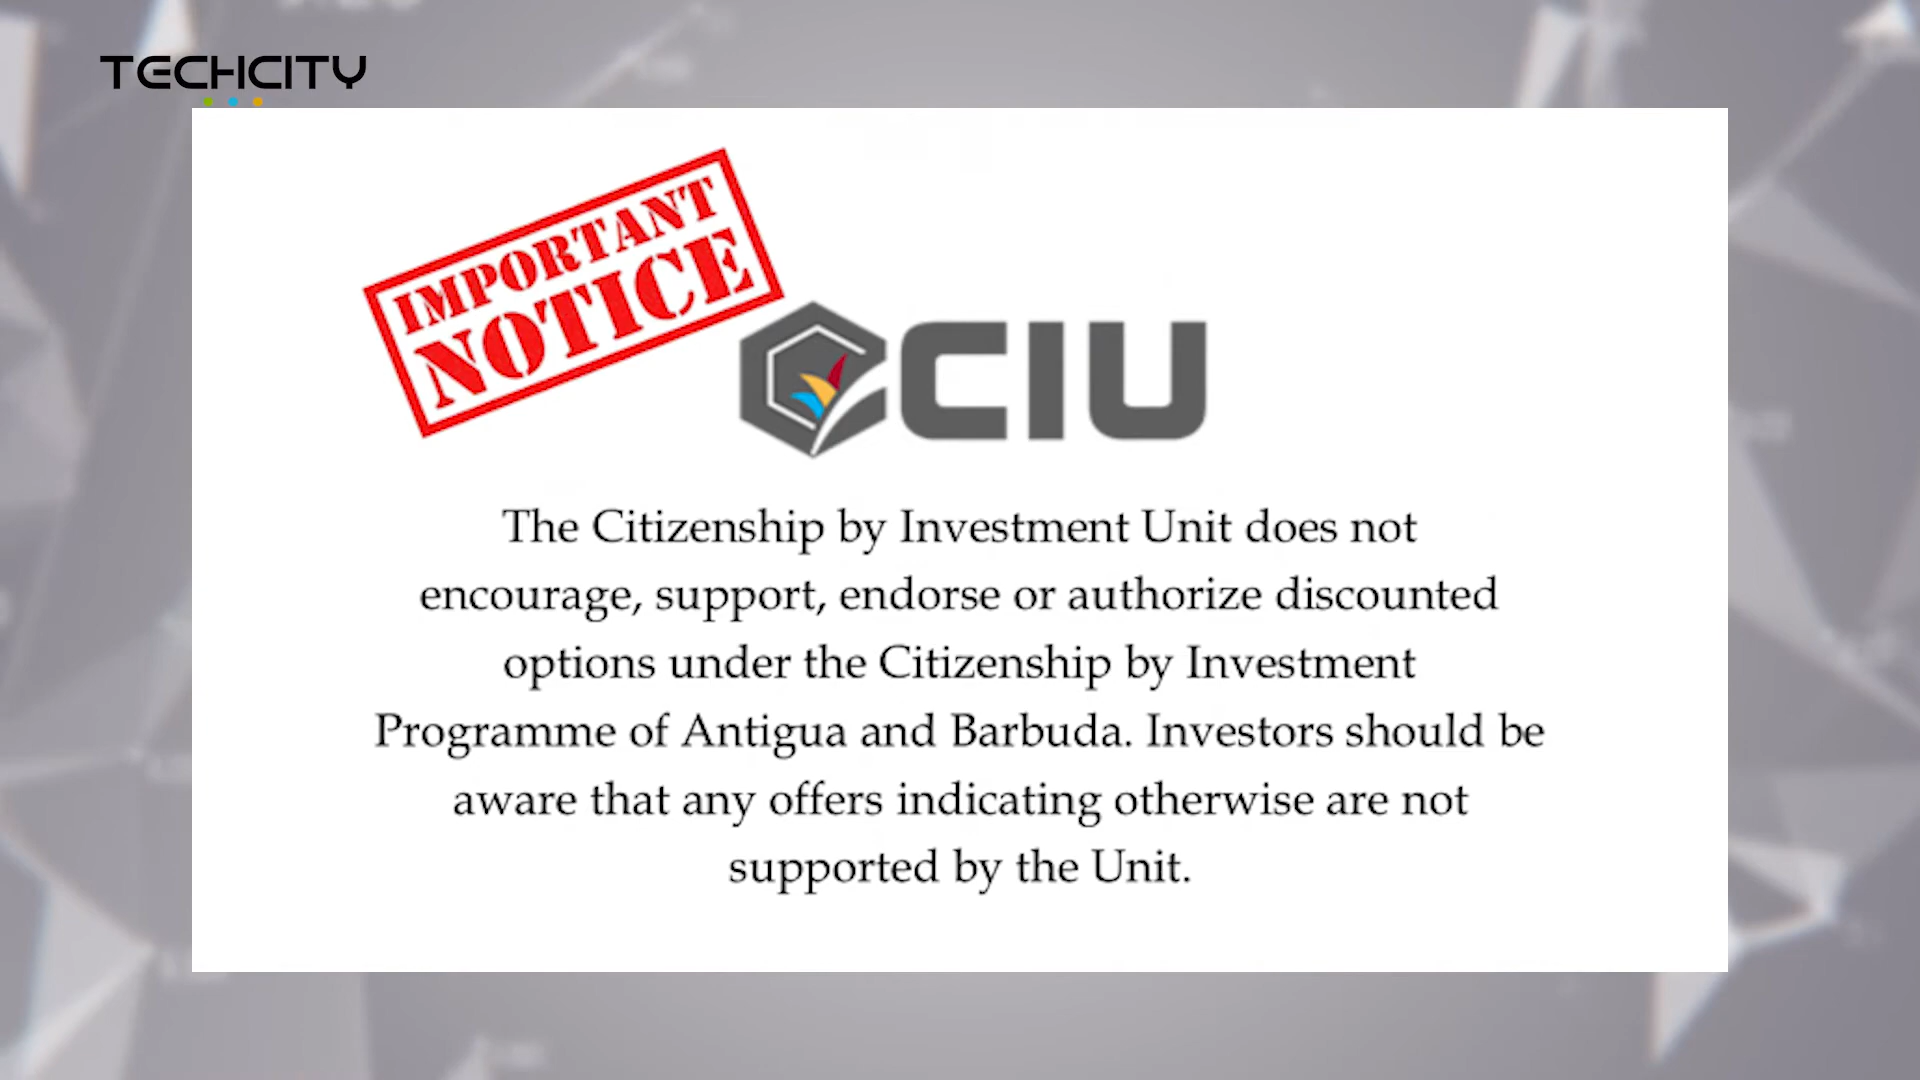 TECHCITY
IMPORTANT
NOTICE
CIU
The Citizenship by Investment Unit does not
encourage, support, endorse or authorize discounted
options under the Citizenship by Investment
Programme of Antigua and Barbuda. Investors should be
aware that any offers indicating otherwise are not
supported by the Unit.